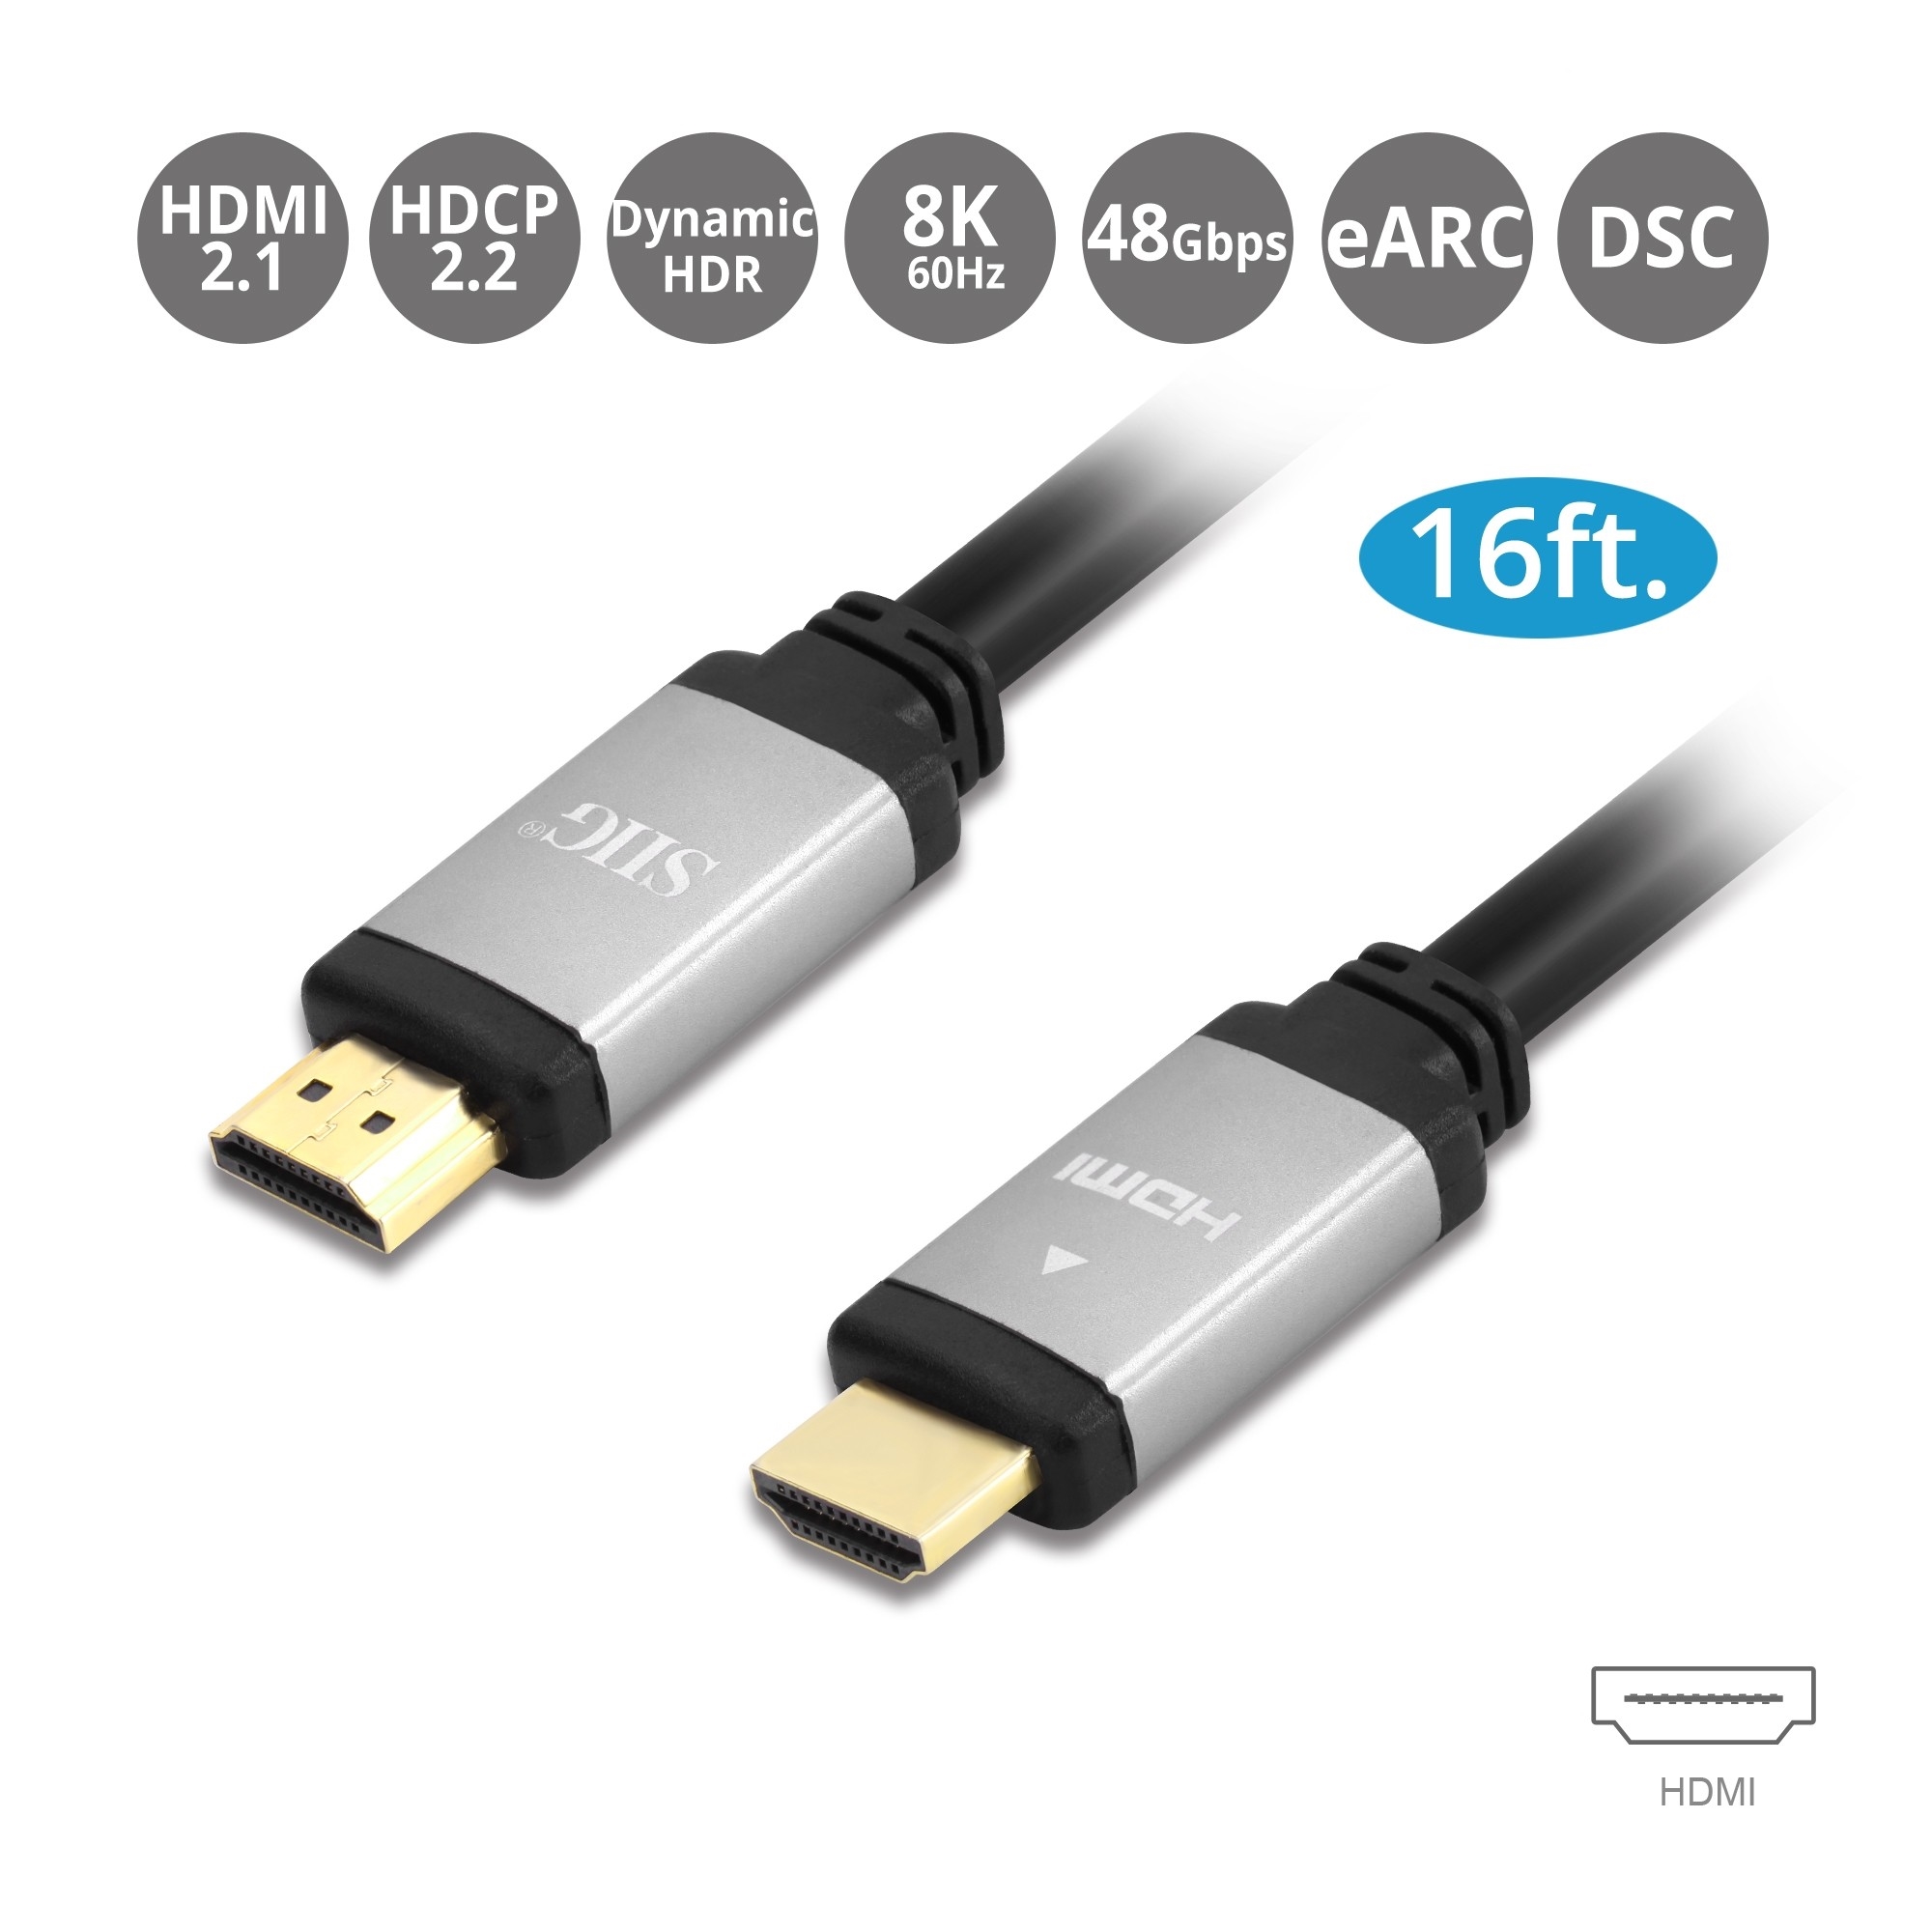 HDMI
2.1
HDCP
2.2
Dynamic
HDR
8K
60Hz
48Gbps
eARC
DSC
16ft.
SIIG®
HDMI
HDMI